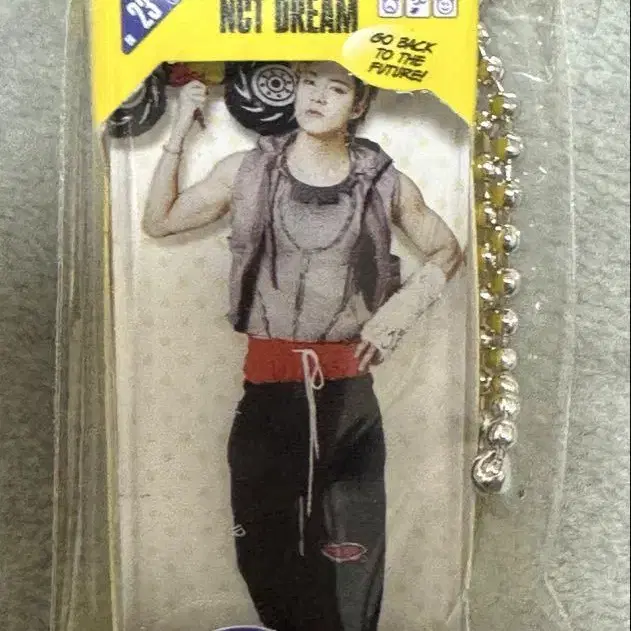 23
NCT DREAM
GO BACK
TO THE
FUTURE!